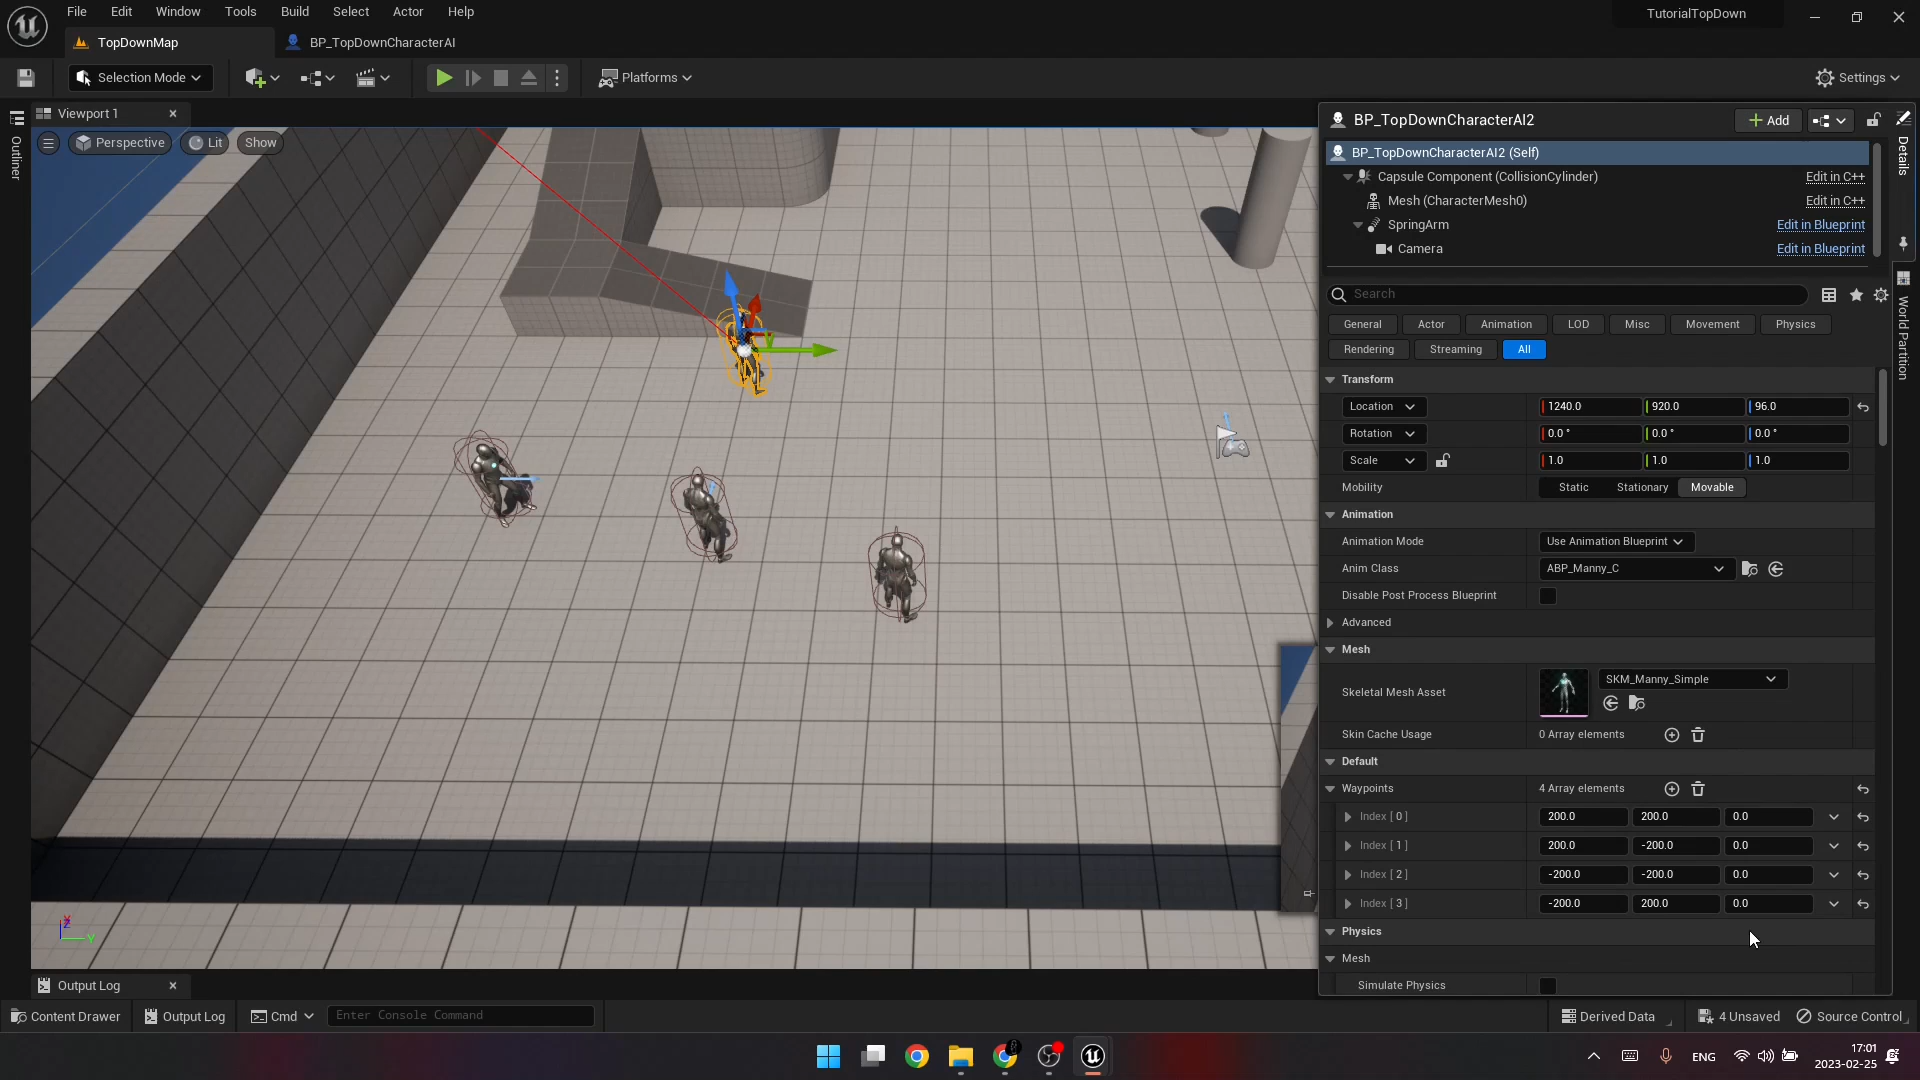 File Edit Window Tools Build Select Actor Help
TutorialTopDown
TopDownMap
BP_TopDownCharacterAI
Selection Mode
Platforms
Settings
Viewport 1
Outliner
Perspective
Lit
Show
BP_TopDownCharacterAI2
Add
BP_TopDownCharacterAI2 (Self)
Capsule Component (CollisionCylinder) Edit in C++
Mesh (CharacterMesh0) Edit in C++
SpringArm Edit in Blueprint
Camera Edit in Blueprint
Search
General Actor Animation LOD Misc Movement Physics
Rendering Streaming All
Transform
Location 1240.0 920.0 96.0
Rotation 0.0 ° 0.0 ° 0.0 °
Scale 1.0 1.0 1.0
Mobility Static Stationary Movable
Animation
Animation Mode Use Animation Blueprint
Anim Class ABP_Manny_C
Disable Post Process Blueprint
Advanced
Mesh
Skeletal Mesh Asset SKM_Manny_Simple
Skin Cache Usage 0 Array elements
Default
Waypoints 4 Array elements
Index [ 0 ] 200.0 200.0 0.0
Index [ 1 ] 200.0 -200.0 0.0
Index [ 2 ] -200.0 -200.0 0.0
Index [ 3 ] -200.0 200.0 0.0
Physics
Mesh
Simulate Physics
Details
World Partition
X
Z
Y
Output Log
Content Drawer
Output Log
Cmd
Enter Console Command
Derived Data
4 Unsaved
Source Control
ENG
17:01
2023-02-25